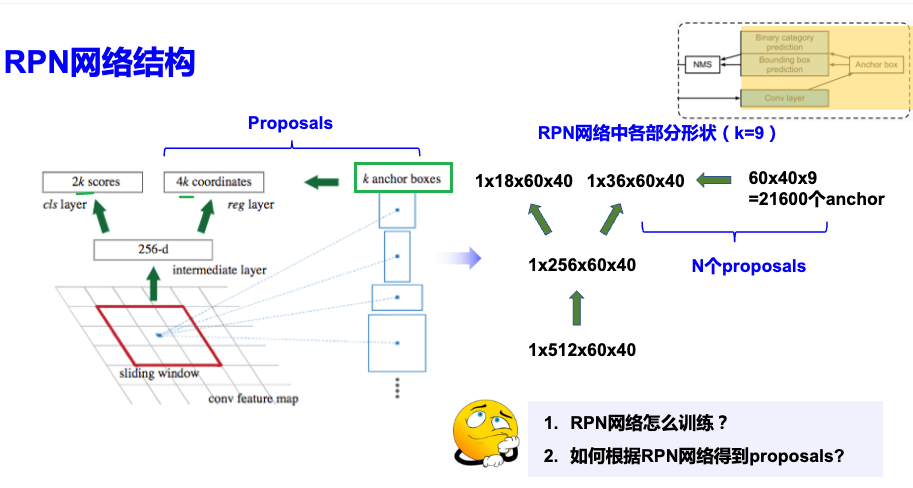 RPN网络结构
Binary category
prediction
NMS
Bounding box
prediction
Anchor box
Conv layer
Proposals
RPN网络中各部分形状（k=9）
2k scores
4k coordinates
k anchor boxes
cls layer
reg layer
256-d
intermediate layer
sliding window
conv feature map
1x18x60x40
1x36x60x40
60x40x9
=21600个anchor
1x256x60x40
N个proposals
1x512x60x40
1. RPN网络怎么训练？
2. 如何根据RPN网络得到proposals?